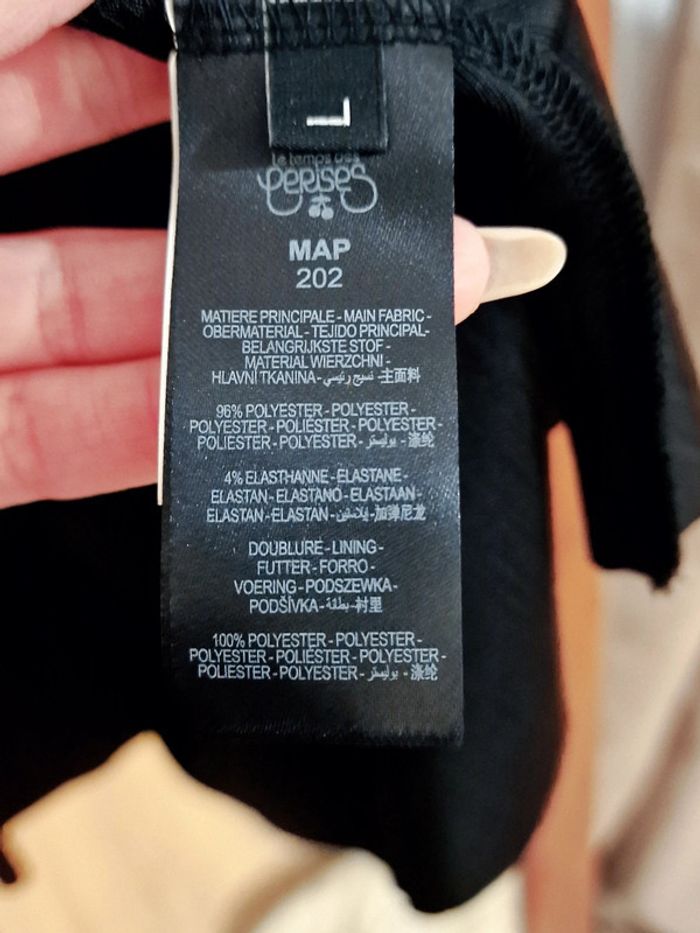 L
le temps des
cerises
MAP
202
MATIERE PRINCIPALE - MAIN FABRIC -
OBERMATERIAL - TEJIDO PRINCIPAL-
BELANGRIJKSTE STOF -
MATERIAL WIERZCHNI -
HLAVNÍ TKANINA - نسيج رئيسي -主面料
96% POLYESTER - POLYESTER -
POLYESTER - POLIÉSTER - POLYESTER-
POLIESTER - POLYESTER - بوليستر - 涤纶
4% ELASTHANNE - ELASTANE -
ELASTAN - ELASTANO - ELASTAAN -
ELASTAN - ELASTAN - إيلاستين -加弹尼龙
DOUBLURE - LINING -
FUTTER - FORRO -
VOERING - PODSZEWKA -
PODŠÍVKA - بطانة -衬里
100% POLYESTER - POLYESTER -
POLYESTER - POLIÉSTER - POLYESTER -
POLIESTER - POLYESTER - بوليستر - 涤纶